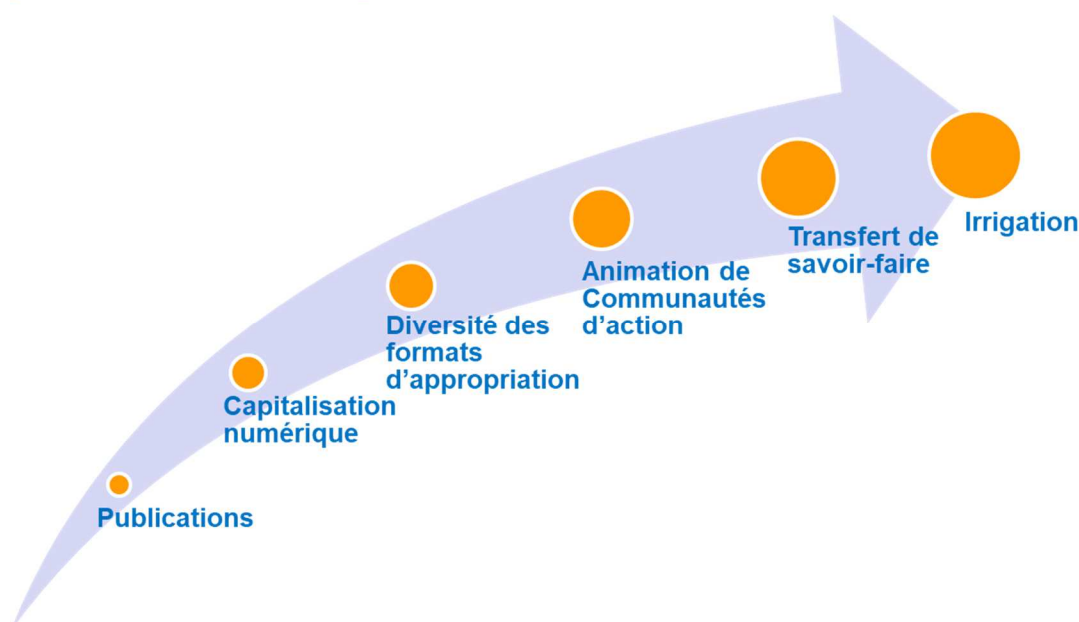 Publications
Capitalisation
numérique
Diversité des
formats
d’appropriation
Animation de
Communautés
d’action
Transfert de
savoir-faire
Irrigation